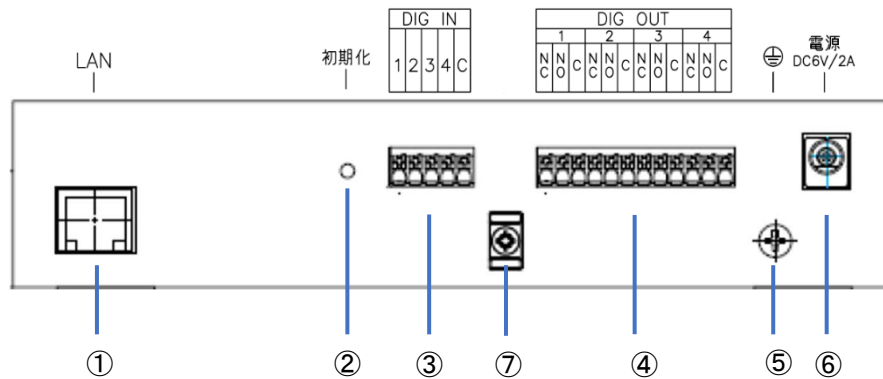 LAN
初期化
DIG IN
1 2 3 4 C
DIG OUT
1 2 3 4
NC NO C NC NO C NC NO C NC NO C
電源
DC6V/2A
① ② ③ ⑦ ④ ⑤ ⑥